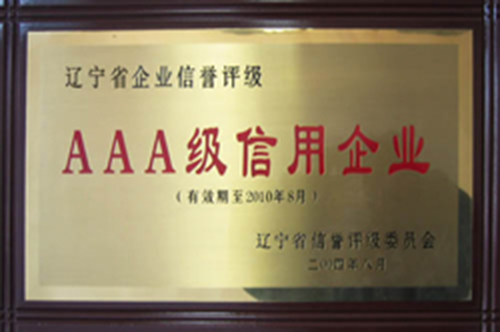 辽宁省企业信誉评级
AAA级信用企业
(有效期至2010年8月)
辽宁省信誉评级委员会
二〇〇四年八月